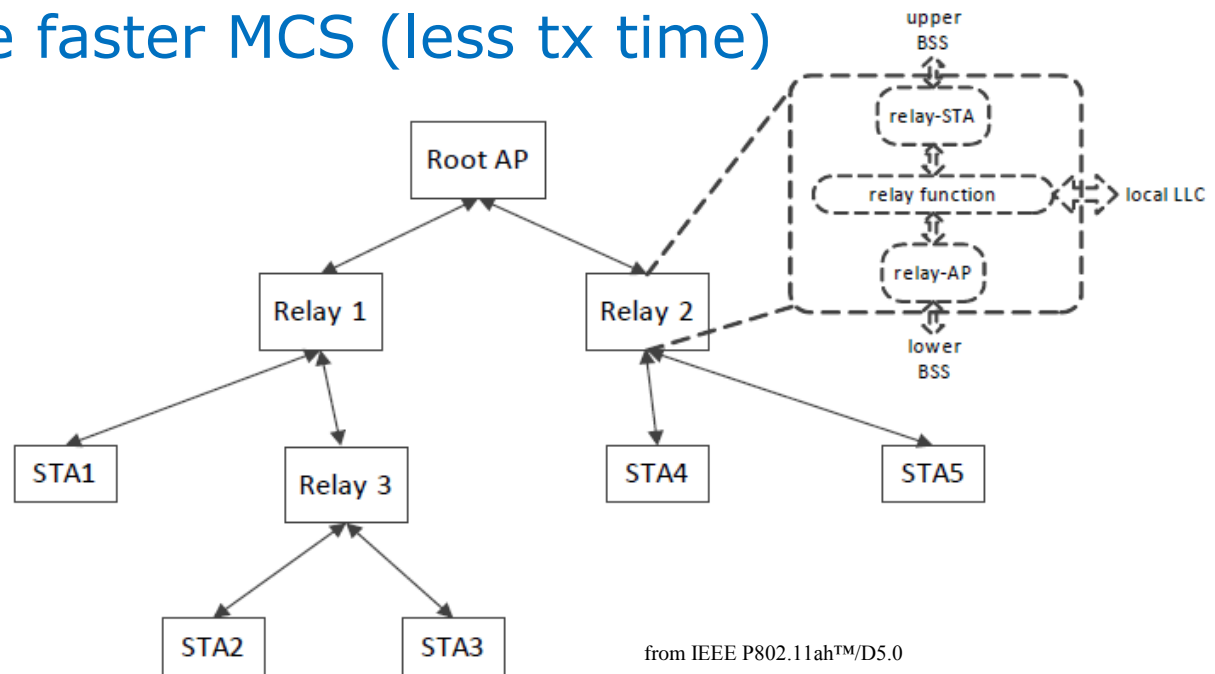 e faster MCS (less tx time)
upper
BSS
relay-STA
relay function
local LLC
relay-AP
lower
BSS
Root AP
Relay 1
Relay 2
STA1
Relay 3
STA4
STA5
STA2
STA3
from IEEE P802.11ah™/D5.0